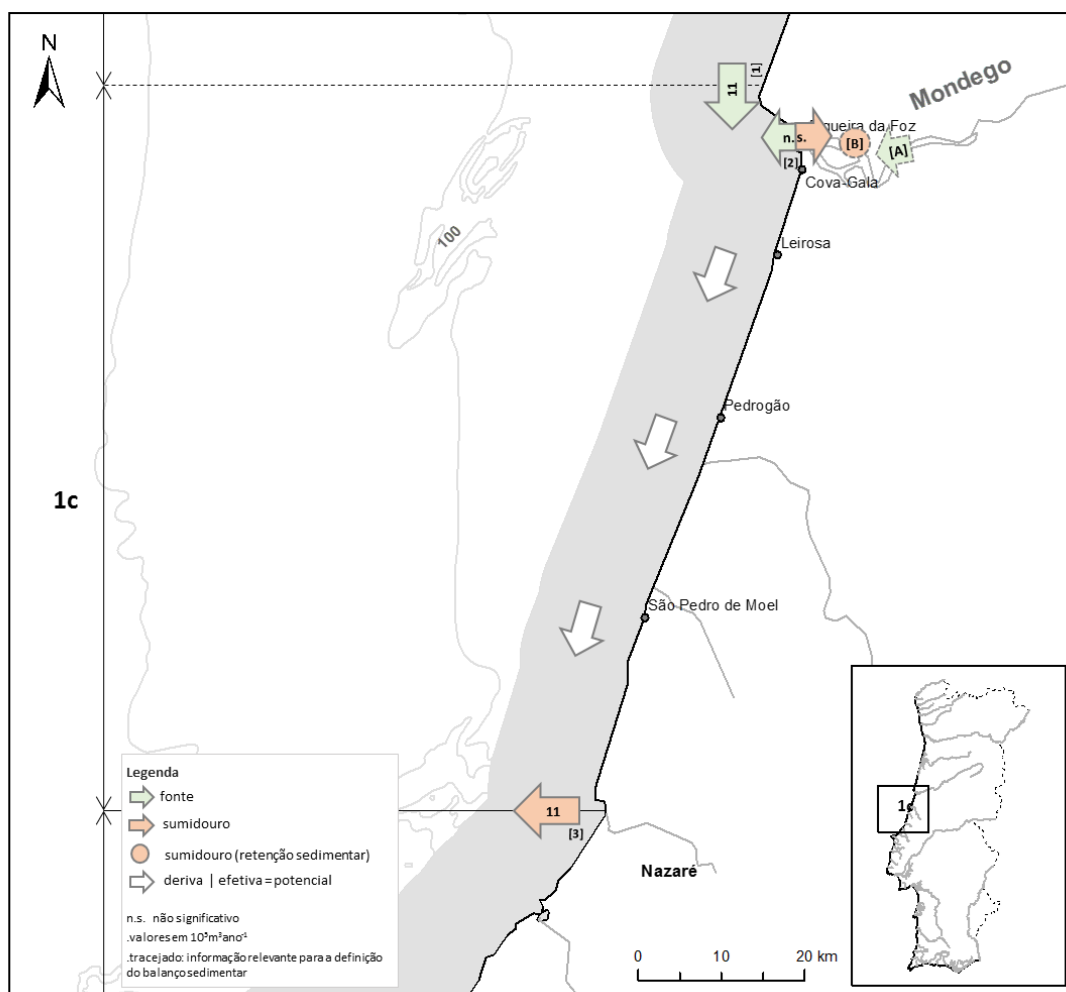 N
Mondego
11
[1]
gueira da Foz
n.s.
[B]
[A]
[2]
Cova-Gala
100
Leirosa
Pedrogão
1c
São Pedro de Moel
11
[3]
Nazaré
Legenda
fonte
sumidouro
sumidouro (retenção sedimentar)
deriva | efetiva = potencial
n.s. não significativo
.valores em 10⁵m³ano⁻¹
.tracejado: informação relevante para a definição
do balanço sedimentar
0 10 20 km
1c